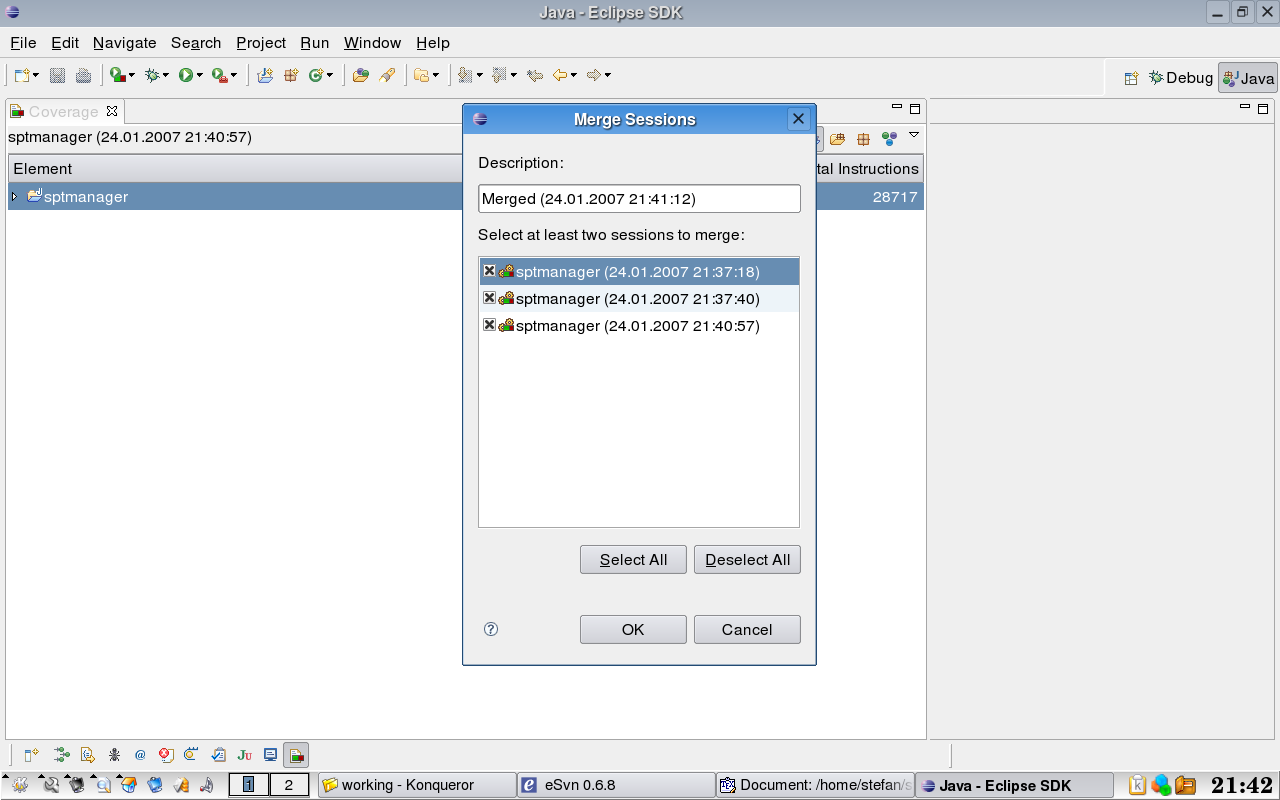 Java - Eclipse SDK
File Edit Navigate Search Project Run Window Help
Debug Java
Coverage
sptmanager (24.01.2007 21:40:57)
Element tal Instructions
sptmanager 28717
Merge Sessions
Description:
Merged (24.01.2007 21:41:12)
Select at least two sessions to merge:
sptmanager (24.01.2007 21:37:18)
sptmanager (24.01.2007 21:37:40)
sptmanager (24.01.2007 21:40:57)
Select All Deselect All
? OK Cancel
@ Ju
1 2 working - Konqueror e eSvn 0.6.8 Document: /home/stefan/s Java - Eclipse SDK 21:42